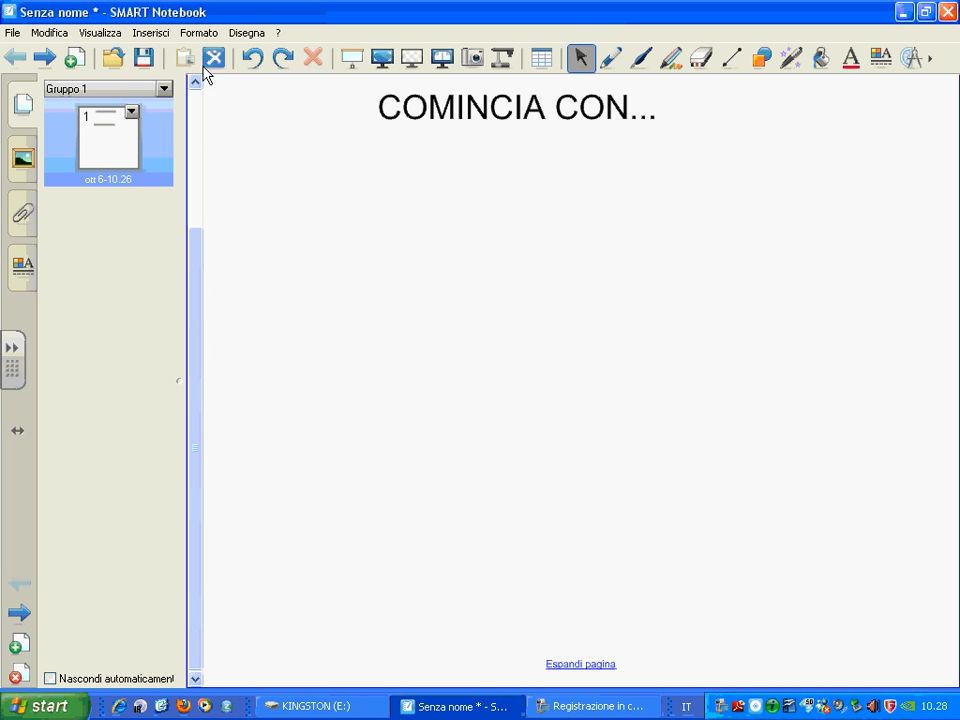 Senza nome * - SMART Notebook
File Modifica Visualizza Inserisci Formato Disegna ?
Gruppo 1
1
ott 6-10.26
COMINCIA CON...
Espandi pagina
Nascondi automaticament
start KINGSTON (E:) Senza nome * - S... Registrazione in c... IT 10.28